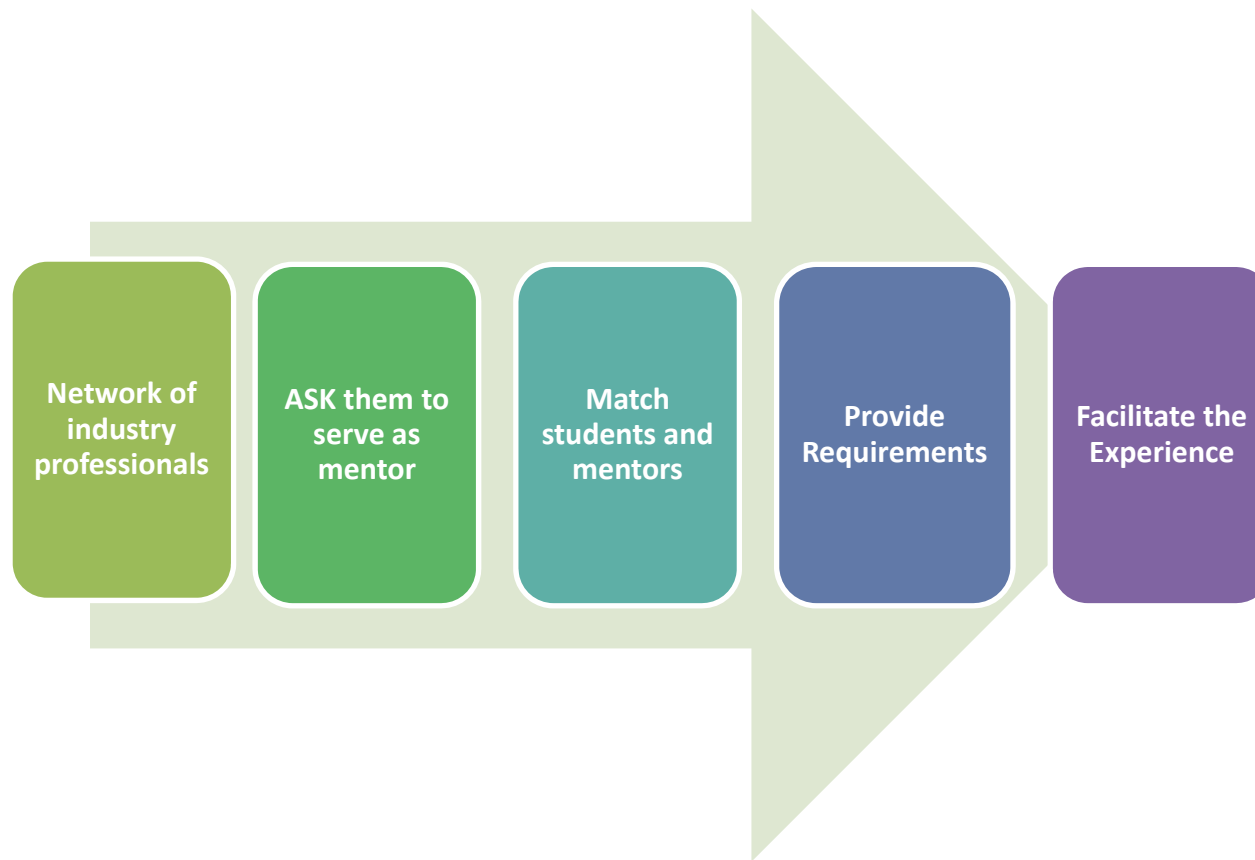 Network of
industry
professionals
ASK them to
serve as
mentor
Match
students and
mentors
Provide
Requirements
Facilitate the
Experience